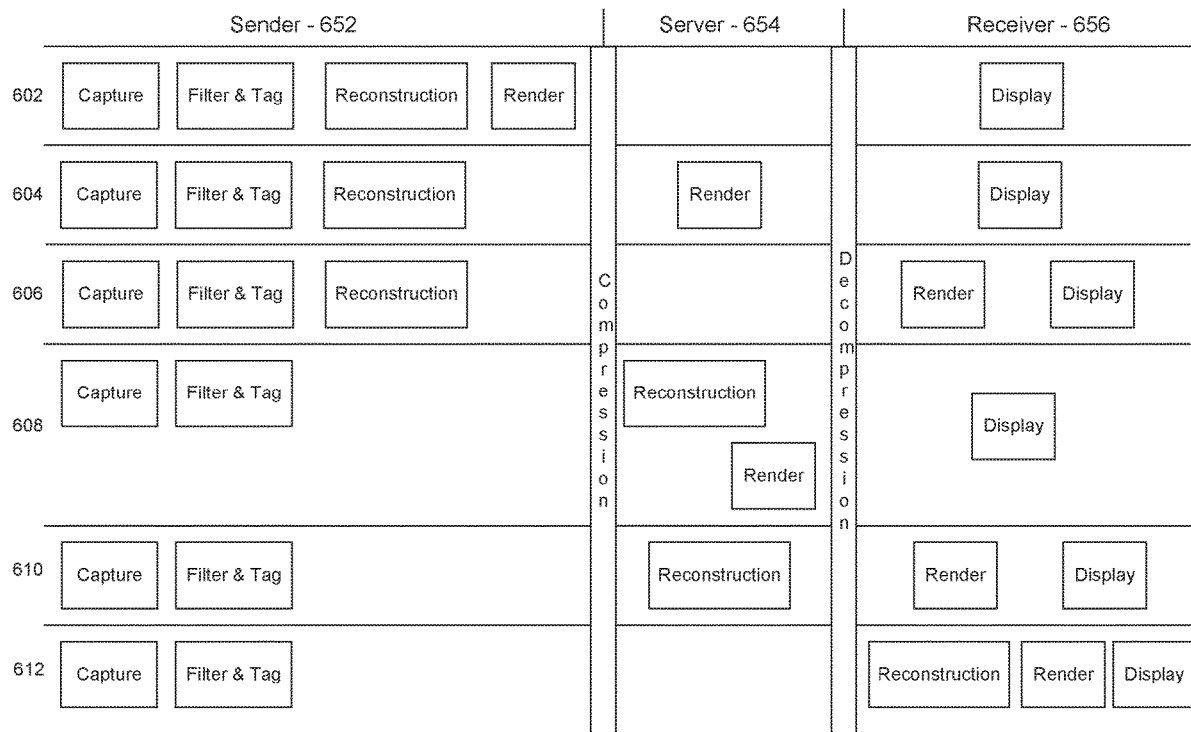 Sender - 652 Server - 654 Receiver - 656
602 Capture Filter & Tag Reconstruction Render Display
604 Capture Filter & Tag Reconstruction Render Display
606 Capture Filter & Tag Reconstruction Render Display
Compression
Decompression
608 Capture Filter & Tag Reconstruction Render Display
610 Capture Filter & Tag Reconstruction Render Display
612 Capture Filter & Tag Reconstruction Render Display